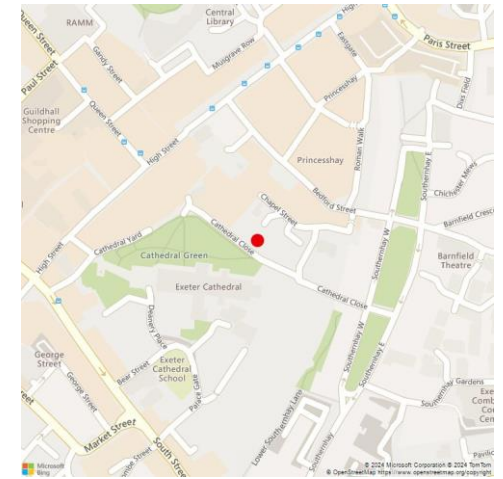 RAMM
Central
Library
Queen Street
Gandy Street
Musgrave Row
Eastgate
Paris Street
Paul Street
Princesshay
Dias Field
Guildhall
Shopping
Centre
Queen Street
High Street
Roman Walk
Princesshay
Southernhay E
Chichester Mews
Chapel Street
Bedford Street
Barnfield Cresc
High Street
Cathedral Yard
Cathedral Close
Southernhay W
Barnfield
Theatre
Cathedral Green
Exeter Cathedral
Cathedral Close
Deanery Place
Southernhay W
Southernhay E
George
Street
Exeter
Cathedral
School
Bear Street
George Street
Palace Gate
Southernhay Gardens
Lower Southernhay Lane
Market Street
South Street
Microsoft
Bing
© 2024 Microsoft Corporation © 2024 TomTom
© OpenStreetMap https://www.openstreetmap.org/copyright